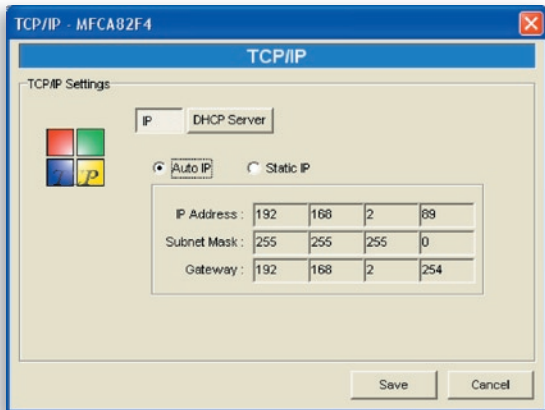 TCP/IP - MFCA82F4
TCP/IP
TCP/IP Settings
IP DHCP Server
I P
Auto IP Static IP
IP Address : 192 168 2 89
Subnet Mask : 255 255 255 0
Gateway : 192 168 2 254
Save Cancel